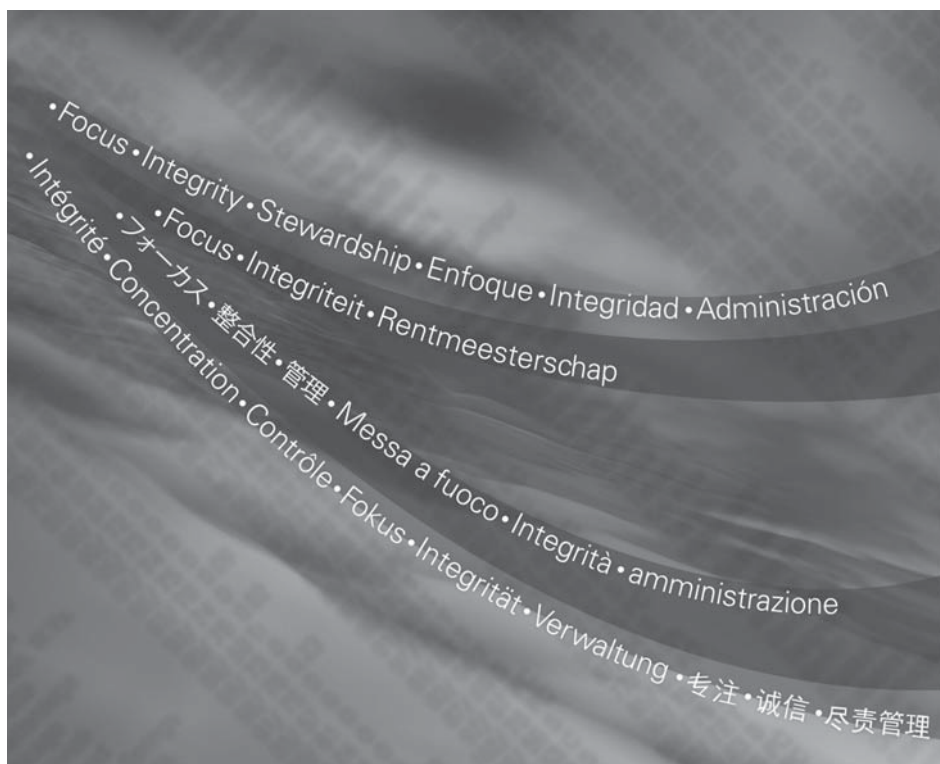 •Focus•Integrity•Stewardship•Enfoque•Integridad•Administración
•Focus•Integriteit•Rentmeesterschap
•フォーカス•整合性•管理•Messa a fuoco•Integrità•amministrazione
•Intégrité•Concentration•Contrôle•Fokus•Integrität•Verwaltung•专注•诚信•尽责管理